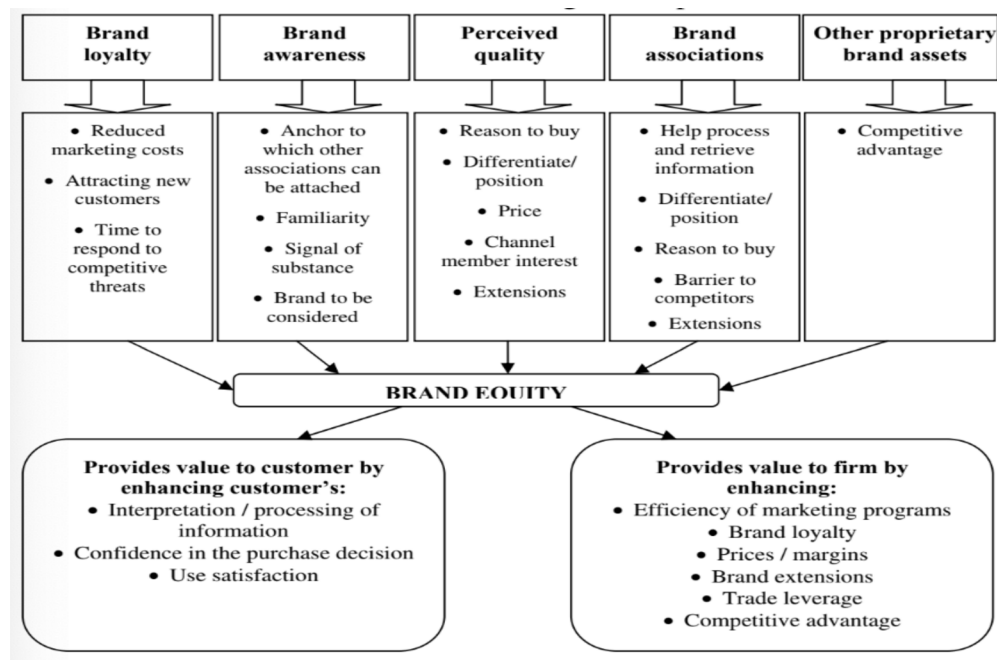 Brand
loyalty
Brand
awareness
Perceived
quality
Brand
associations
Other proprietary
brand assets
• Reduced
marketing costs
• Attracting new
customers
• Time to
respond to
competitive
threats
• Anchor to
which other
associations can
be attached
• Familiarity
• Signal of
substance
• Brand to be
considered
• Reason to buy
• Differentiate/
position
• Price
• Channel
member interest
• Extensions
• Help process
and retrieve
information
• Differentiate/
position
• Reason to buy
• Barrier to
competitors
• Extensions
• Competitive
advantage
BRAND EQUITY
Provides value to customer by
enhancing customer’s:
• Interpretation / processing of
information
• Confidence in the purchase decision
• Use satisfaction
Provides value to firm by
enhancing:
• Efficiency of marketing programs
• Brand loyalty
• Prices / margins
• Brand extensions
• Trade leverage
• Competitive advantage